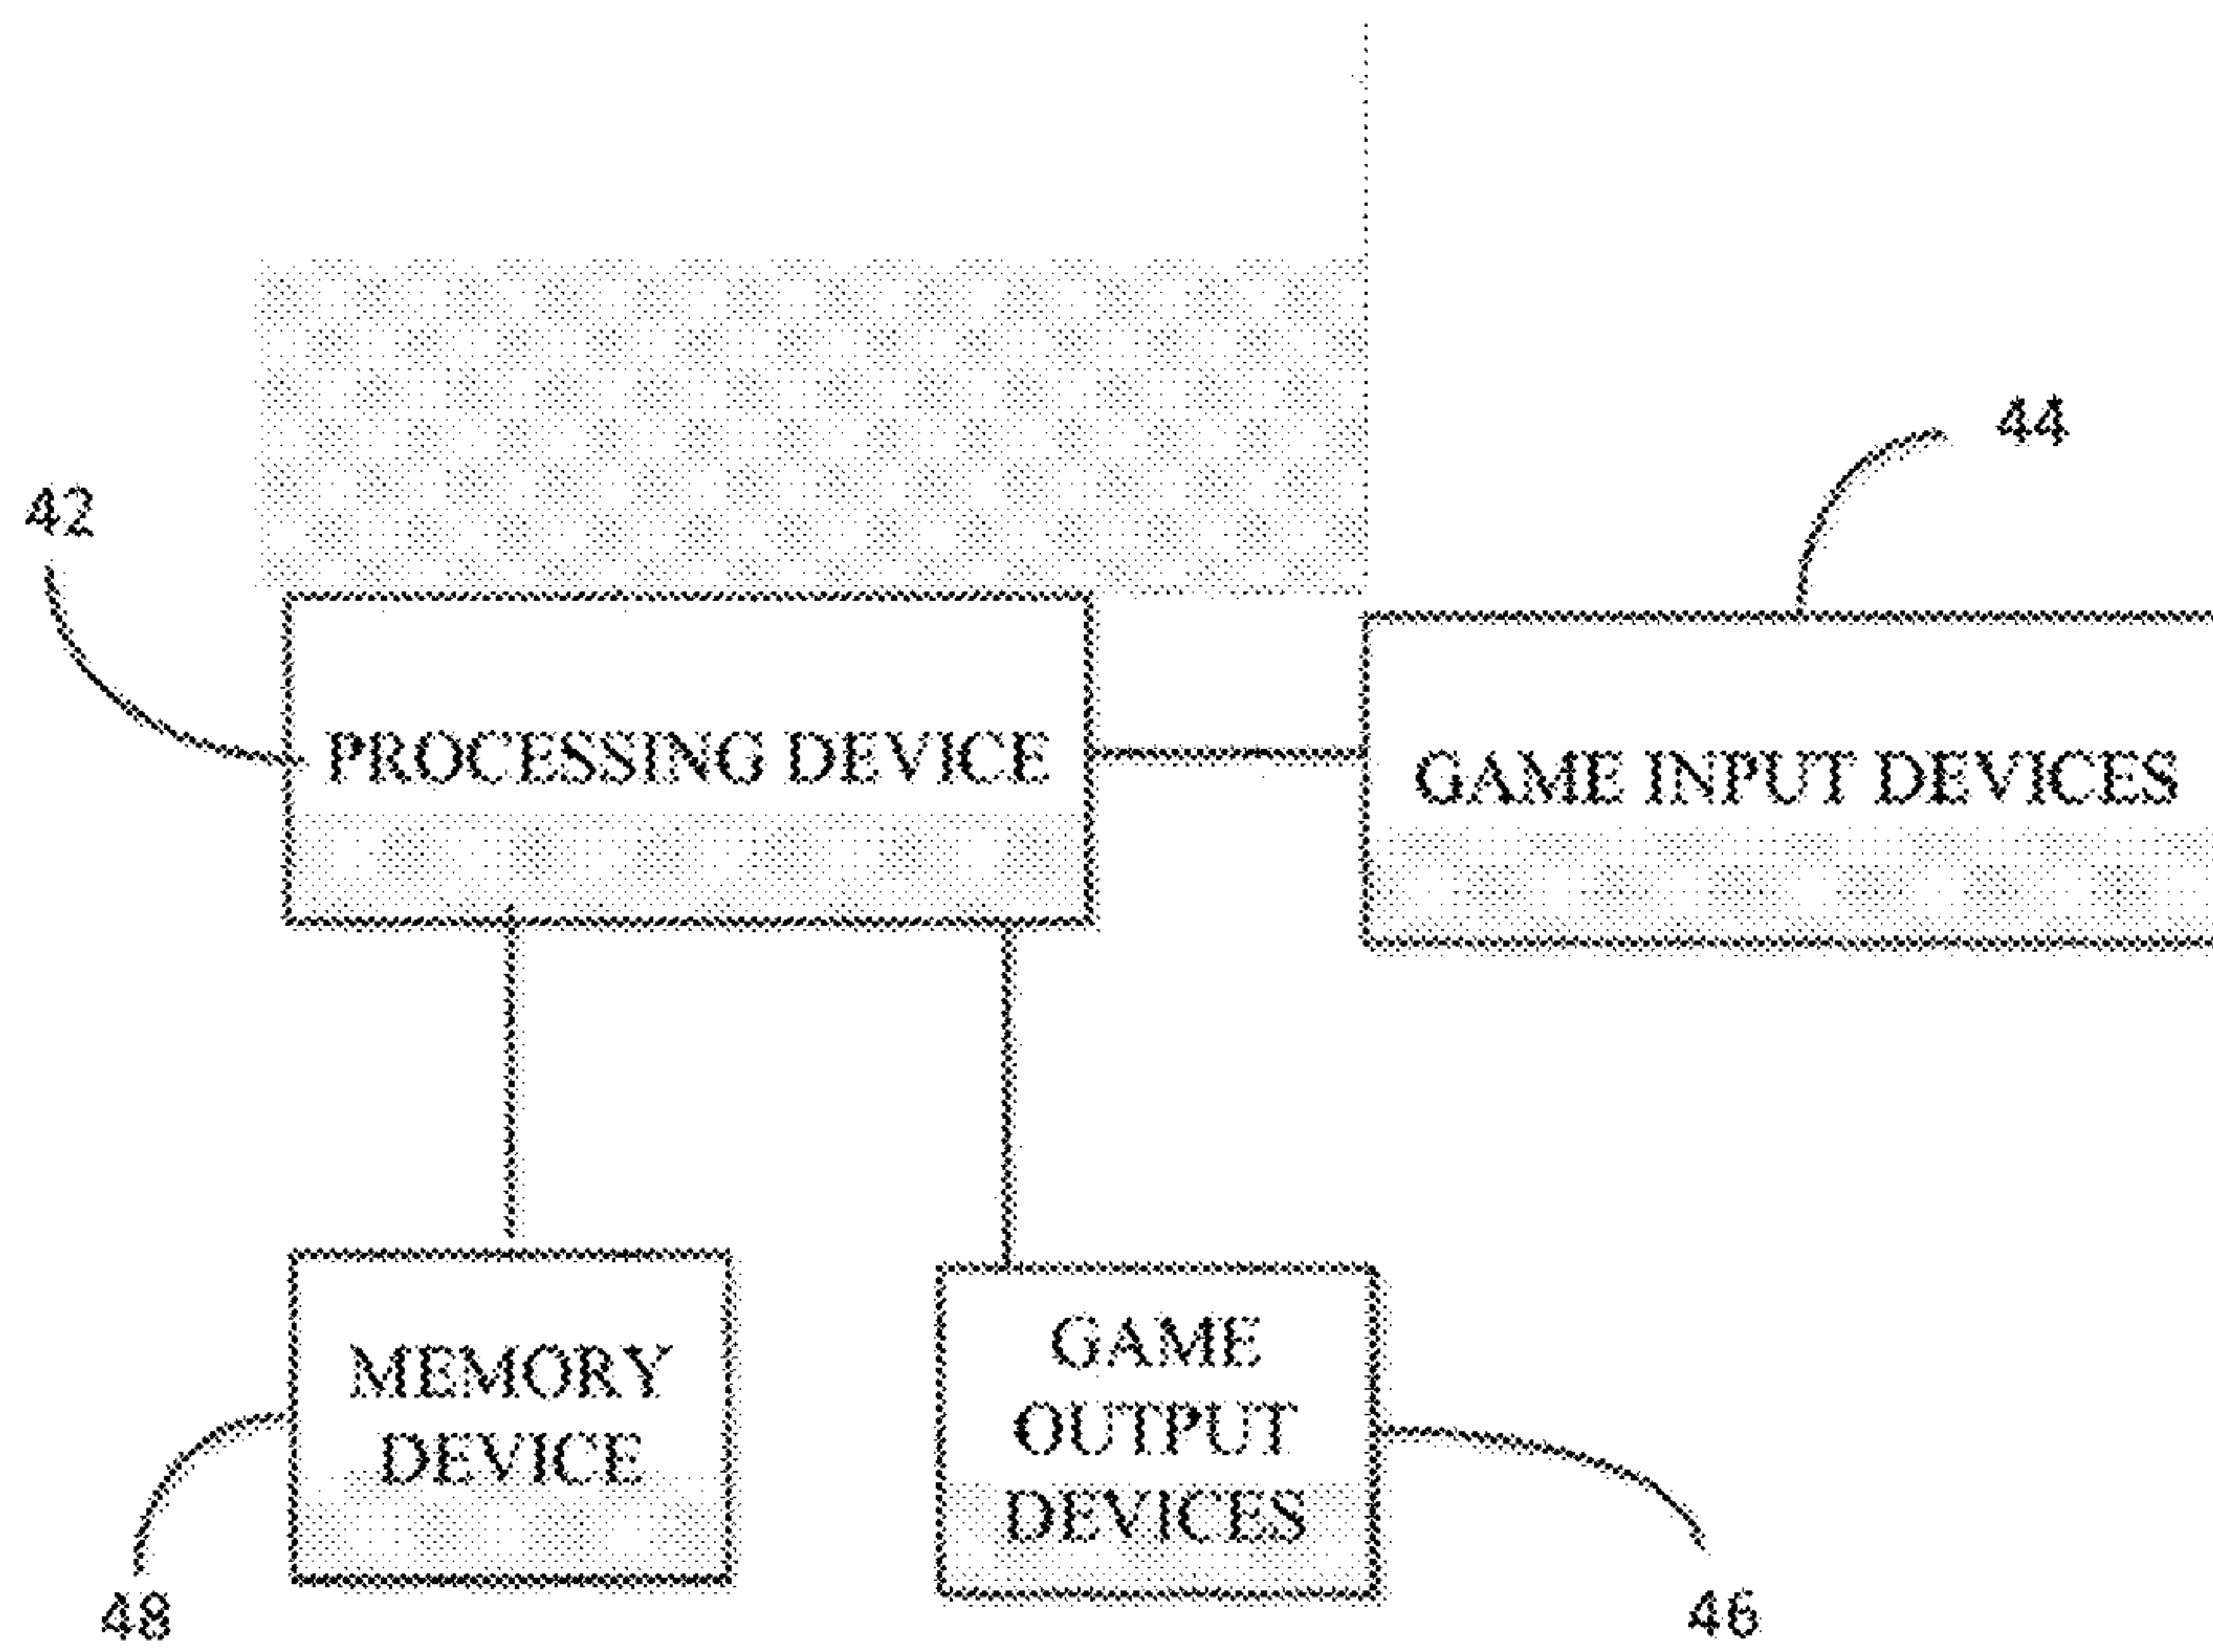 44
42
PROCESSING DEVICE
GAME INPUT DEVICES
MEMORY
DEVICE
GAME
OUTPUT
DEVICES
48
46